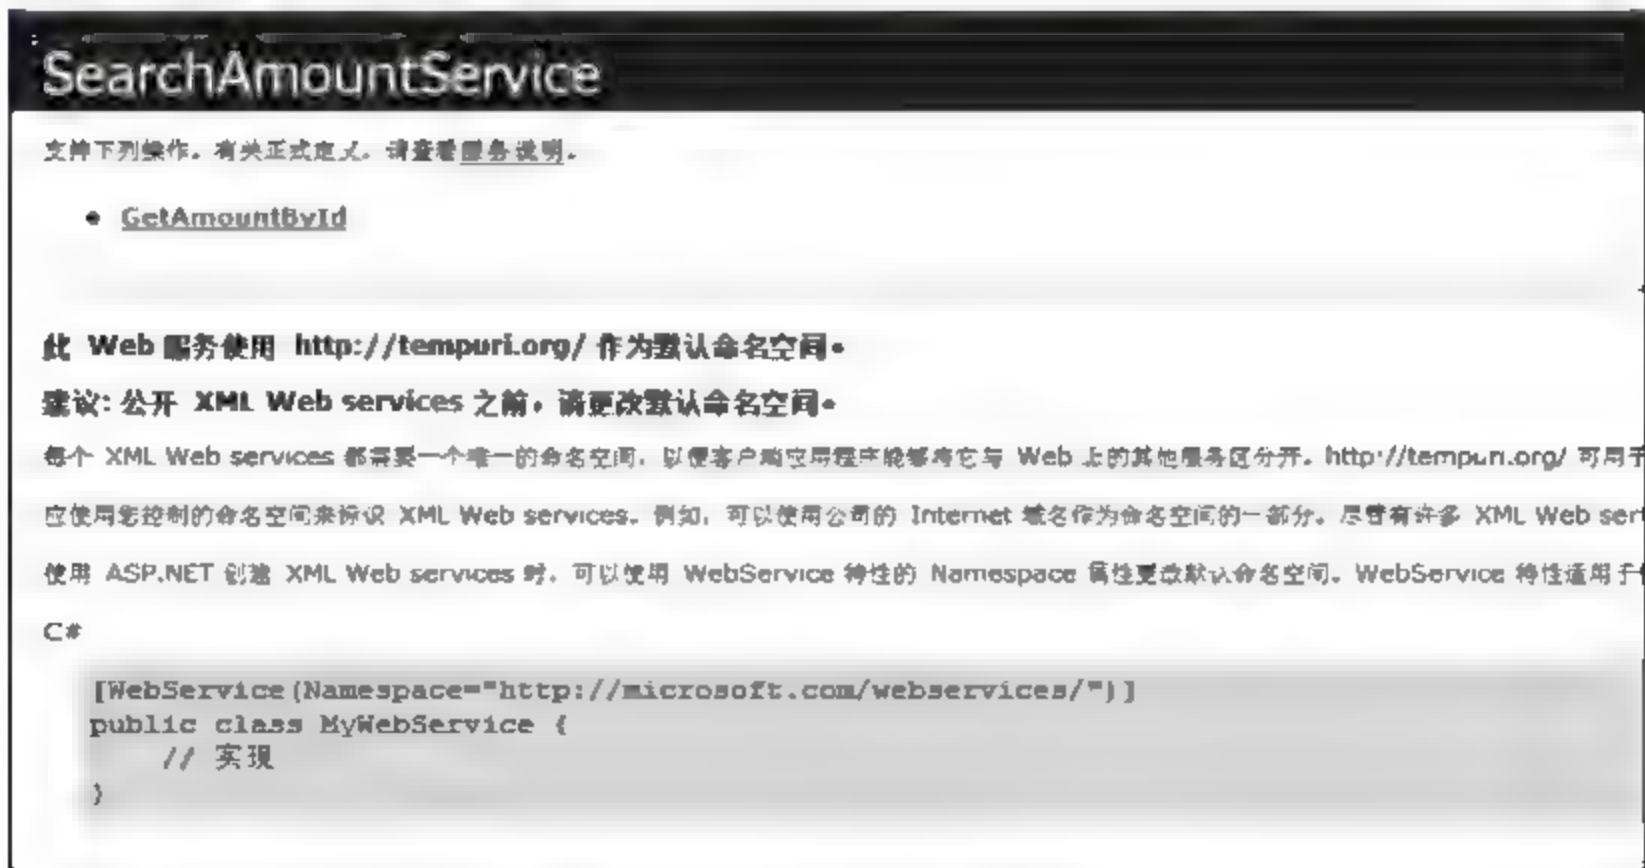 SearchAmountService
支持下列操作。有关正式定义，请查看服务说明。
• GetAmountById
此 Web 服务使用 http://tempuri.org/ 作为默认命名空间。
建议: 公开 XML Web services 之前，请更改默认命名空间。
每个 XML Web services 都需要一个唯一的命名空间，以便客户端应用程序能够将它与 Web 上的其他服务区分开。http://tempuri.org/ 可用于
应使用您控制的命名空间来标识 XML Web services。例如，可以使用公司的 Internet 域名作为命名空间的一部分。尽管有许多 XML Web ser
使用 ASP.NET 创建 XML Web services 时，可以使用 WebService 特性的 Namespace 属性更改默认命名空间。WebService 特性适用于
C#
[WebService(Namespace="http://microsoft.com/webservices/")]
public class MyWebService {
// 实现
}